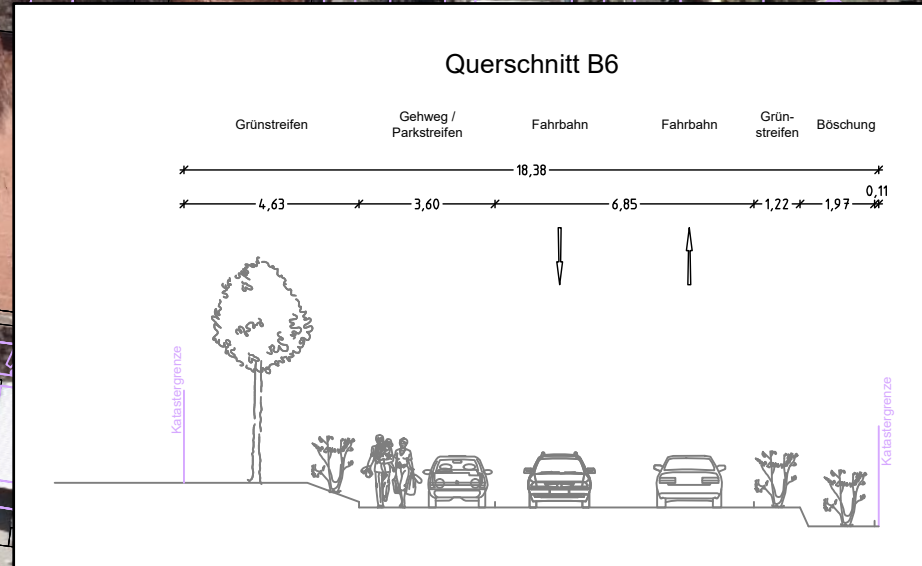 Querschnitt B6
Grünstreifen
Gehweg /
Parkstreifen
Fahrbahn
Fahrbahn
Grün-
streifen
Böschung
18,38
4,63
3,60
6,85
1,22
1,97
0,11
Katastergrenze
Katastergrenze